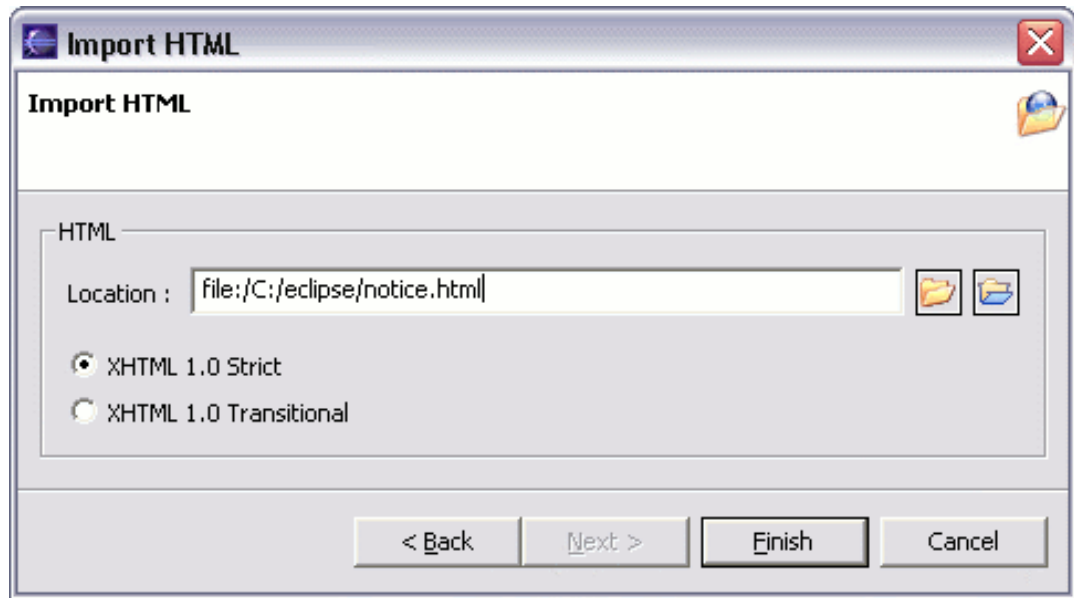 Import HTML
Import HTML
HTML
Location : file:/C:/eclipse/notice.html
XHTML 1.0 Strict
XHTML 1.0 Transitional
< Back Next > Finish Cancel